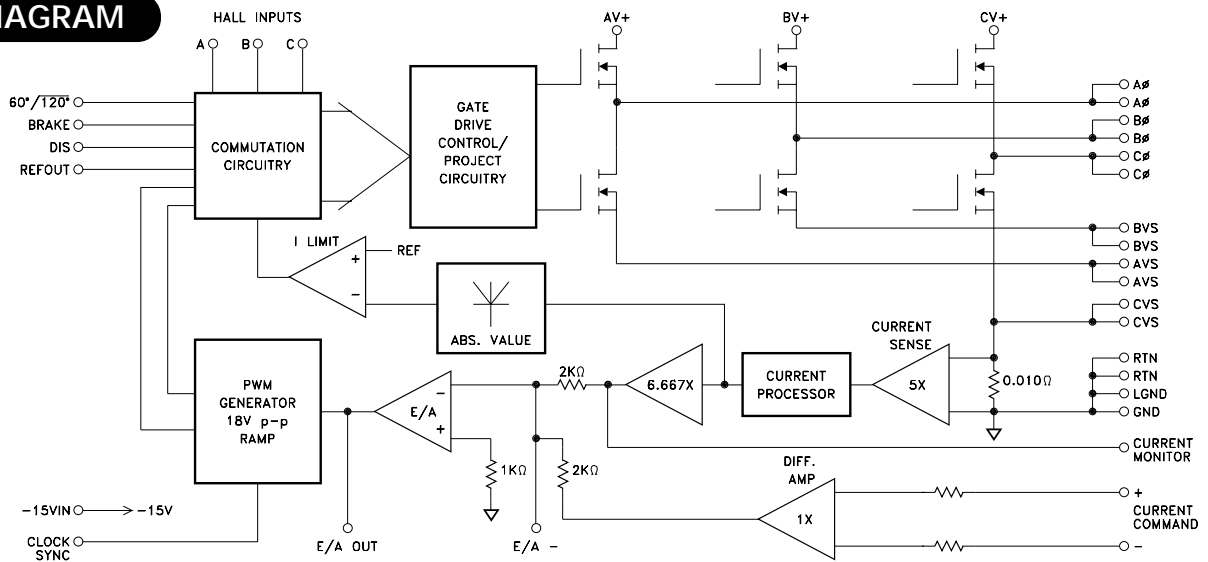 IAGRAM
HALL INPUTS
A
B
C
AV+
BV+
CV+
60°/120°
BRAKE
DIS
REFOUT
COMMUTATION
CIRCUITRY
GATE
DRIVE
CONTROL/
PROJECT
CIRCUITRY
AØ
AØ
BØ
BØ
CØ
CØ
BVS
BVS
AVS
AVS
CVS
CVS
I LIMIT
+
REF
−
ABS. VALUE
CURRENT
SENSE
5X
0.010Ω
RTN
RTN
LGND
GND
PWM
GENERATOR
18V p-p
RAMP
E/A
−
+
2KΩ
6.667X
CURRENT
PROCESSOR
CURRENT
MONITOR
1KΩ
2KΩ
DIFF.
AMP
1X
+
CURRENT
COMMAND
−
-15VIN
-15V
CLOCK
SYNC
E/A OUT
E/A -